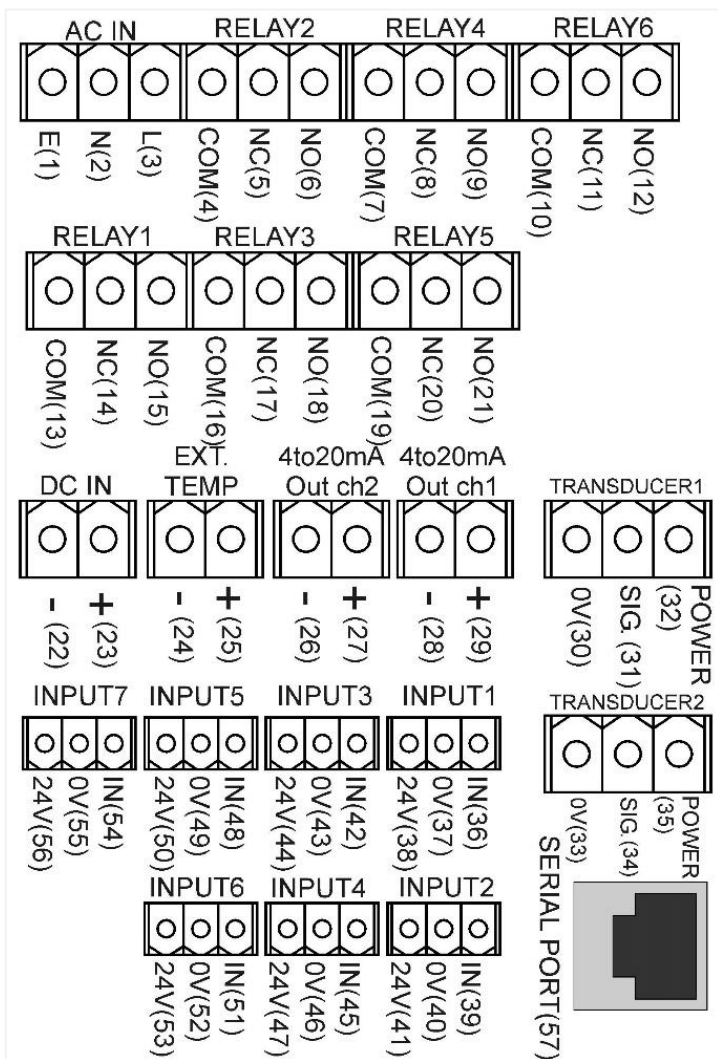 AC IN RELAY2 RELAY4 RELAY6
E(1) N(2) L(3) COM(4) NC(5) NO(6) COM(7) NC(8) NO(9) COM(10) NC(11) NO(12)
RELAY1 RELAY3 RELAY5
COM(13) NC(14) NO(15) COM(16) NC(17) NO(18) COM(19) NC(20) NO(21)
DC IN
- (22) + (23)
EXT.
TEMP
- (24) + (25)
4to20mA
Out ch2
- (26) + (27)
4to20mA
Out ch1
- (28) + (29)
TRANSDUCER1
0V(30) SIG. (31) POWER
(32)
INPUT7 INPUT5 INPUT3 INPUT1
24V(56) 0V(55) IN(54) 24V(50) 0V(49) IN(48) 24V(44) 0V(43) IN(42) 24V(38) 0V(37) IN(36)
TRANSDUCER2
0V(33) SIG. (34) POWER
(35)
INPUT6 INPUT4 INPUT2
24V(53) 0V(52) IN(51) 24V(47) 0V(46) IN(45) 24V(41) 0V(40) IN(39)
SERIAL PORT(57)